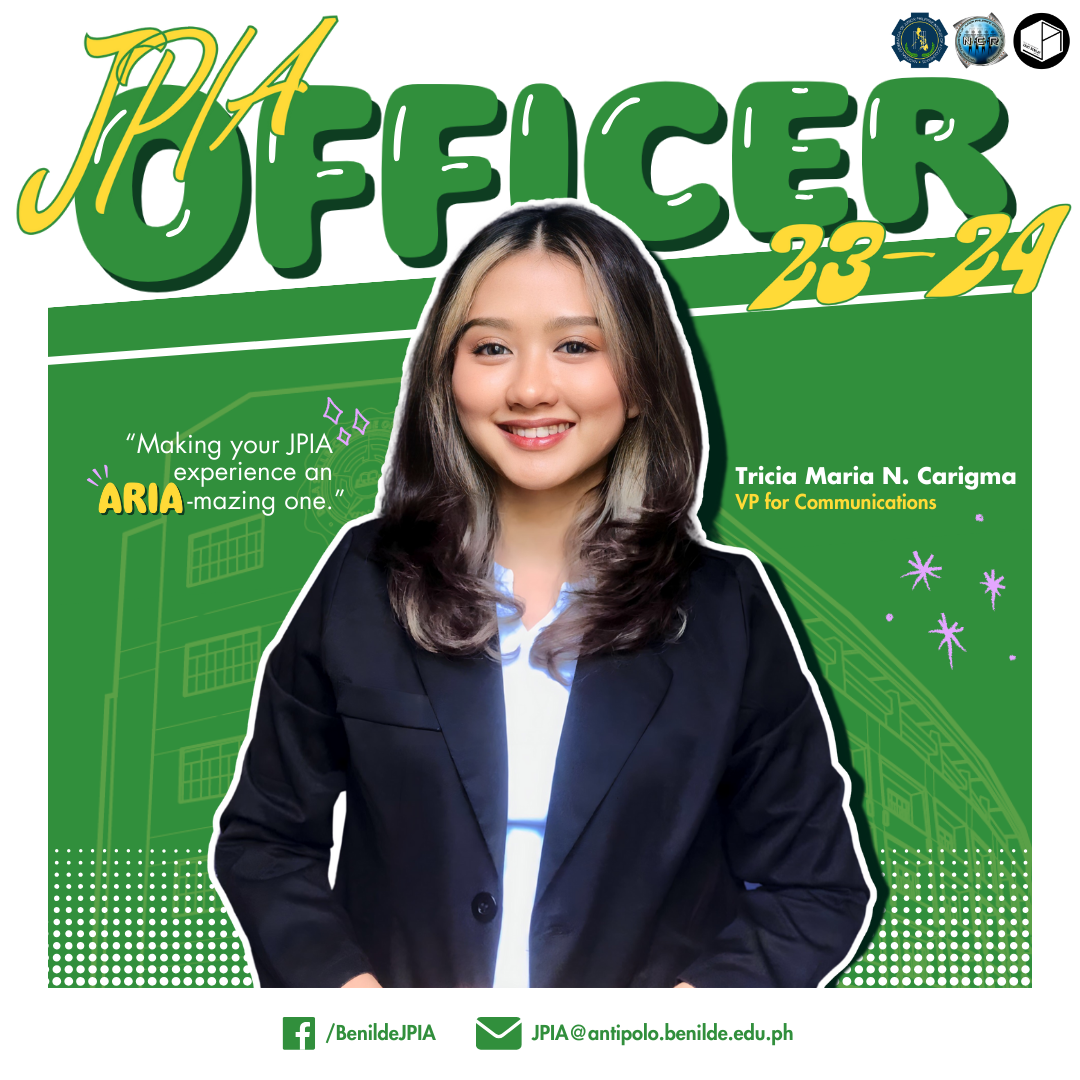 JPIA
OFFICER
23-24
"Making your JPIA
experience an
ARIA-mazing one."
Tricia Maria N. Carigma
VP for Communications
/BenildeJPIA
JPIA@antipolo.benilde.edu.ph